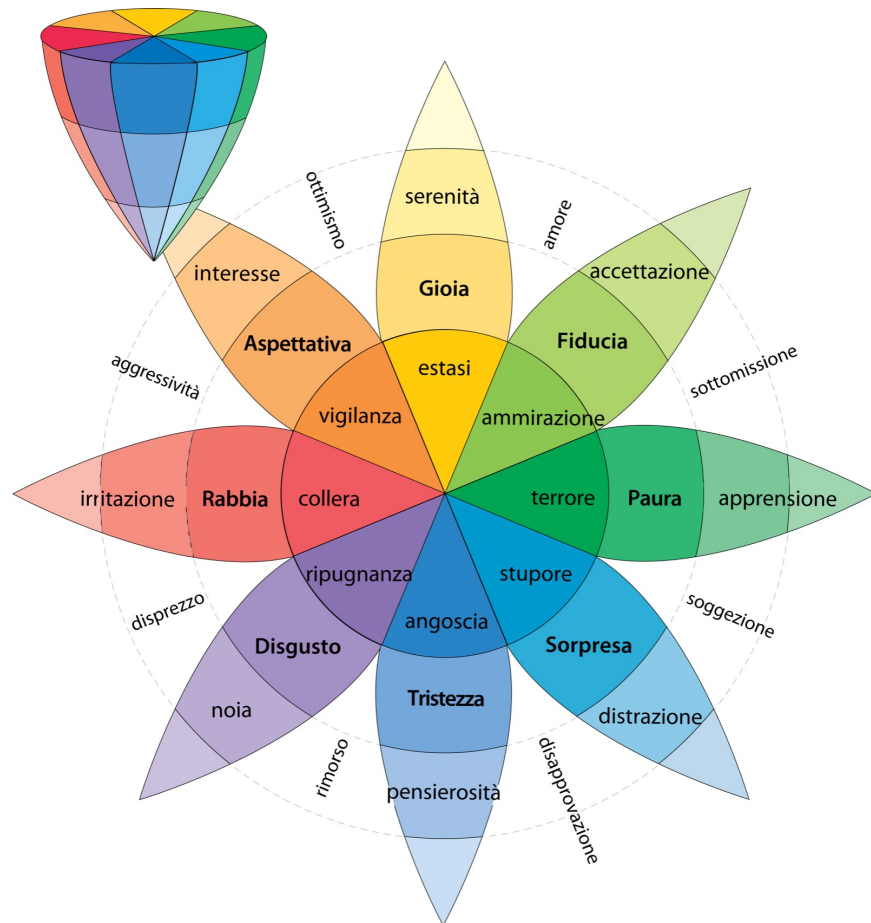 ottimismo
serenità
amore
interesse
accettazione
Gioia
Aspettativa
Fiducia
aggressività
sottomissione
estasi
vigilanza
ammirazione
irritazione
Rabbia
collera
terrore
Paura
apprensione
ripugnanza
stupore
disprezzo
soggezione
angoscia
Disgusto
Sorpresa
Tristezza
noia
distrazione
rimorso
pensierosità
disapprovazione